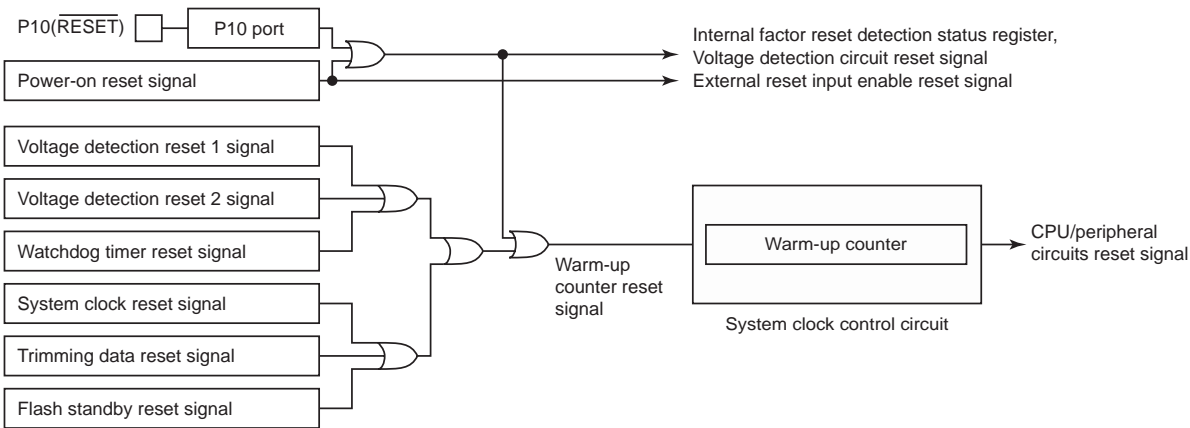 P10(RESET)
P10 port
Internal factor reset detection status register,
Voltage detection circuit reset signal
Power-on reset signal
External reset input enable reset signal
Voltage detection reset 1 signal
Voltage detection reset 2 signal
Watchdog timer reset signal
System clock reset signal
Trimming data reset signal
Flash standby reset signal
Warm-up
counter reset
signal
Warm-up counter
System clock control circuit
CPU/peripheral
circuits reset signal